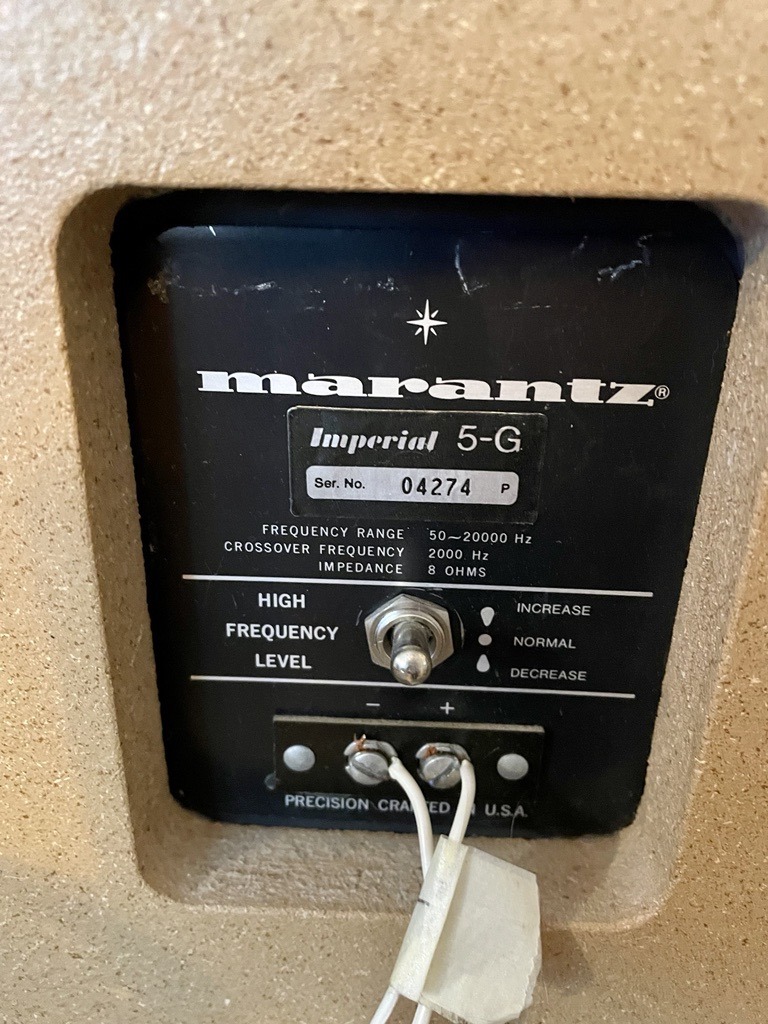 marantz®
Imperial 5-G
Ser. No. 04274 P
FREQUENCY RANGE 50~20000 Hz
CROSSOVER FREQUENCY 2000 Hz
IMPEDANCE 8 OHMS
HIGH
FREQUENCY
LEVEL
INCREASE
NORMAL
DECREASE
− +
PRECISION CRAFTED IN U.S.A.